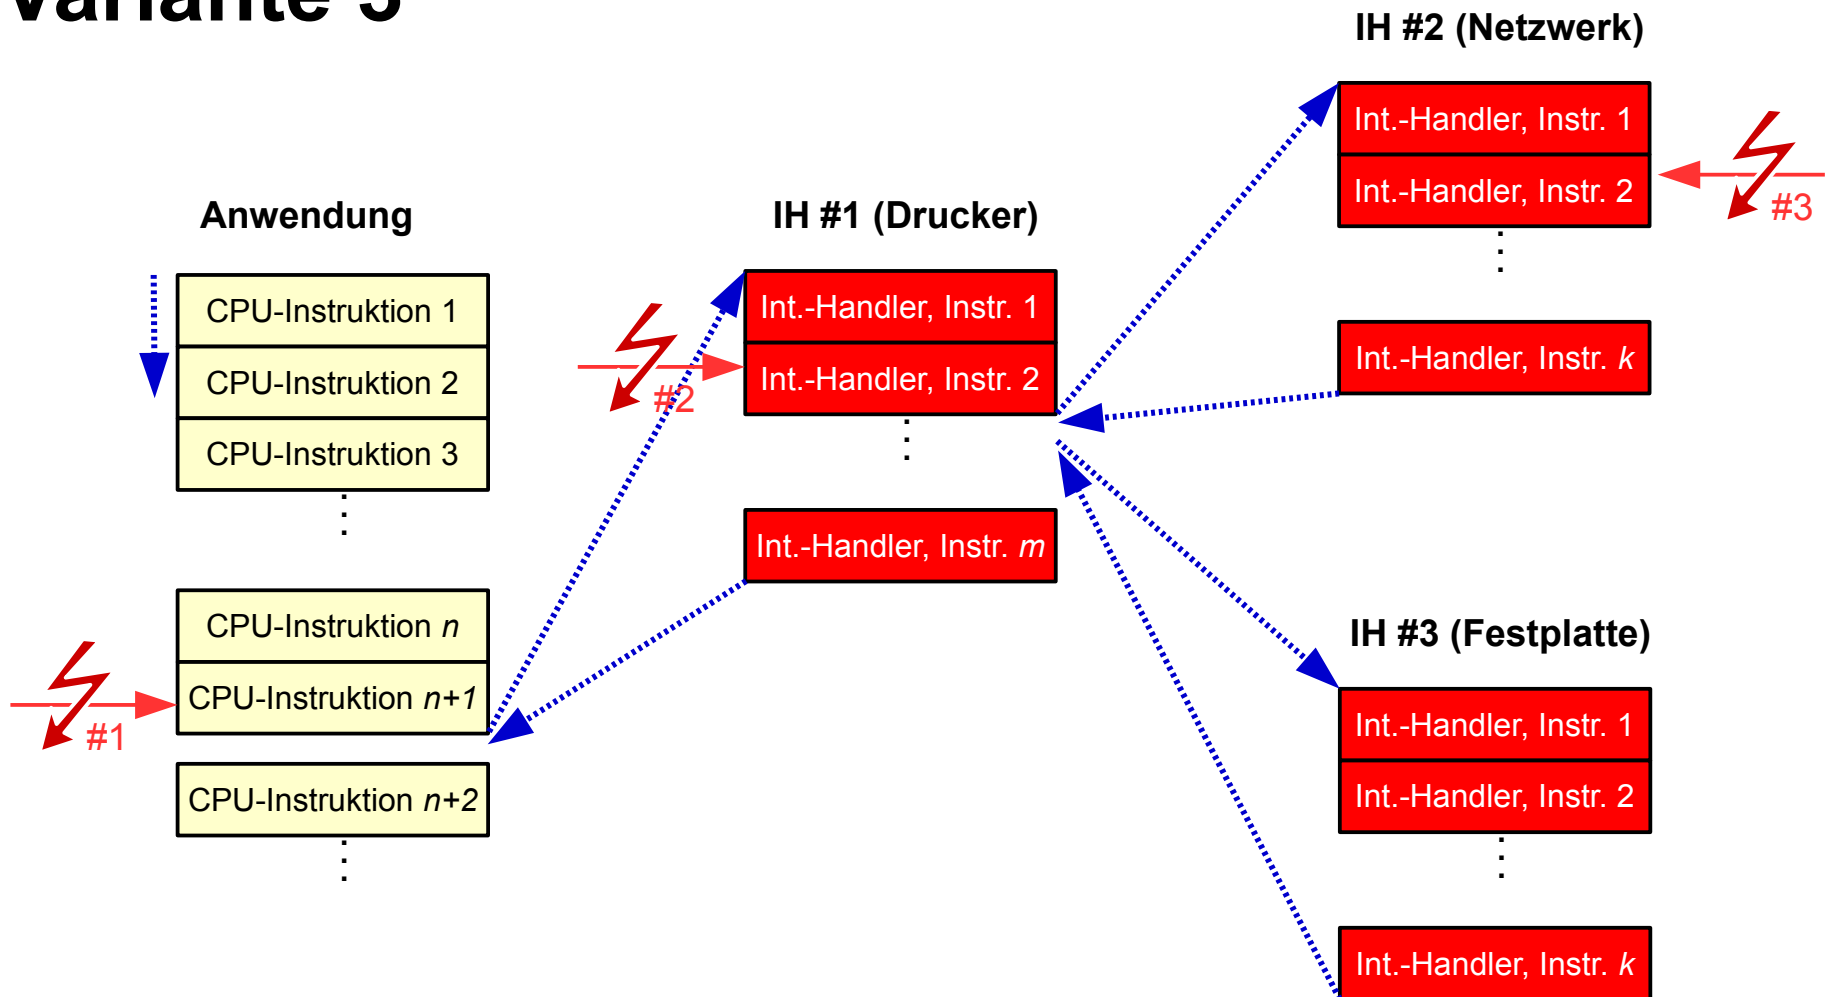 Variante 3
IH #2 (Netzwerk)
Int.-Handler, Instr. 1
Int.-Handler, Instr. 2
#3
⋮
Int.-Handler, Instr. k
Anwendung
CPU-Instruktion 1
CPU-Instruktion 2
CPU-Instruktion 3
⋮
CPU-Instruktion n
CPU-Instruktion n+1
#1
CPU-Instruktion n+2
⋮
IH #1 (Drucker)
Int.-Handler, Instr. 1
#2
Int.-Handler, Instr. 2
⋮
Int.-Handler, Instr. m
IH #3 (Festplatte)
Int.-Handler, Instr. 1
Int.-Handler, Instr. 2
⋮
Int.-Handler, Instr. k